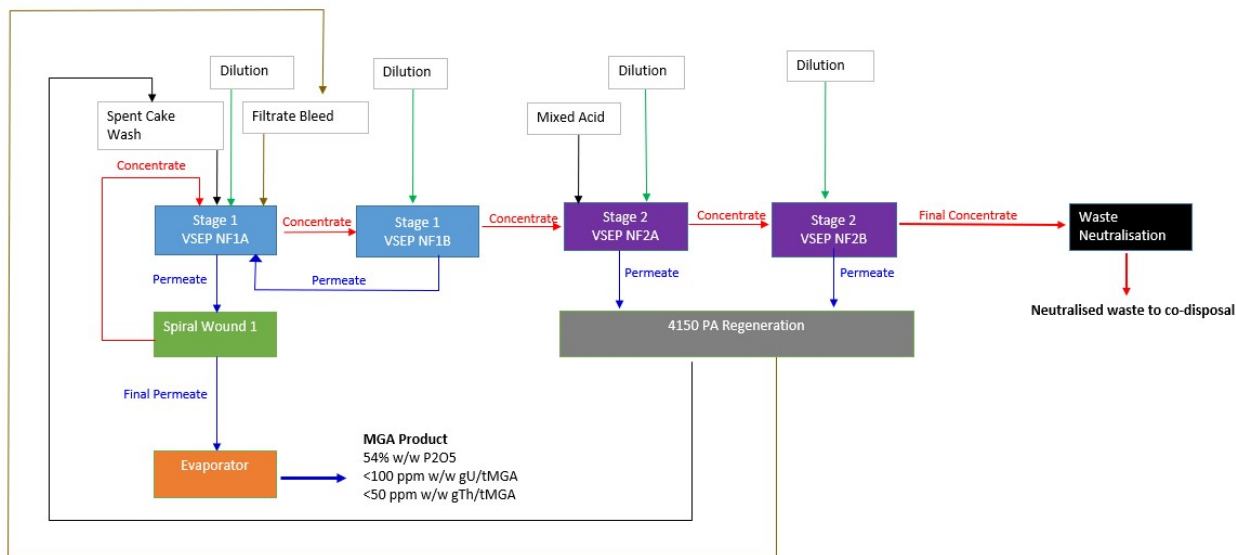 Dilution
Dilution
Dilution
Dilution
Spent Cake
Wash
Filtrate Bleed
Mixed Acid
Concentrate
Stage 1
VSEP NF1A
Concentrate
Stage 1
VSEP NF1B
Concentrate
Stage 2
VSEP NF2A
Concentrate
Stage 2
VSEP NF2B
Final Concentrate
Waste
Neutralisation
Permeate
Permeate
Permeate
Permeate
Neutralised waste to co-disposal
Spiral Wound 1
4150 PA Regeneration
Final Permeate
MGA Product
54% w/w P2O5
<100 ppm w/w gU/tMGA
<50 ppm w/w gTh/tMGA
Evaporator